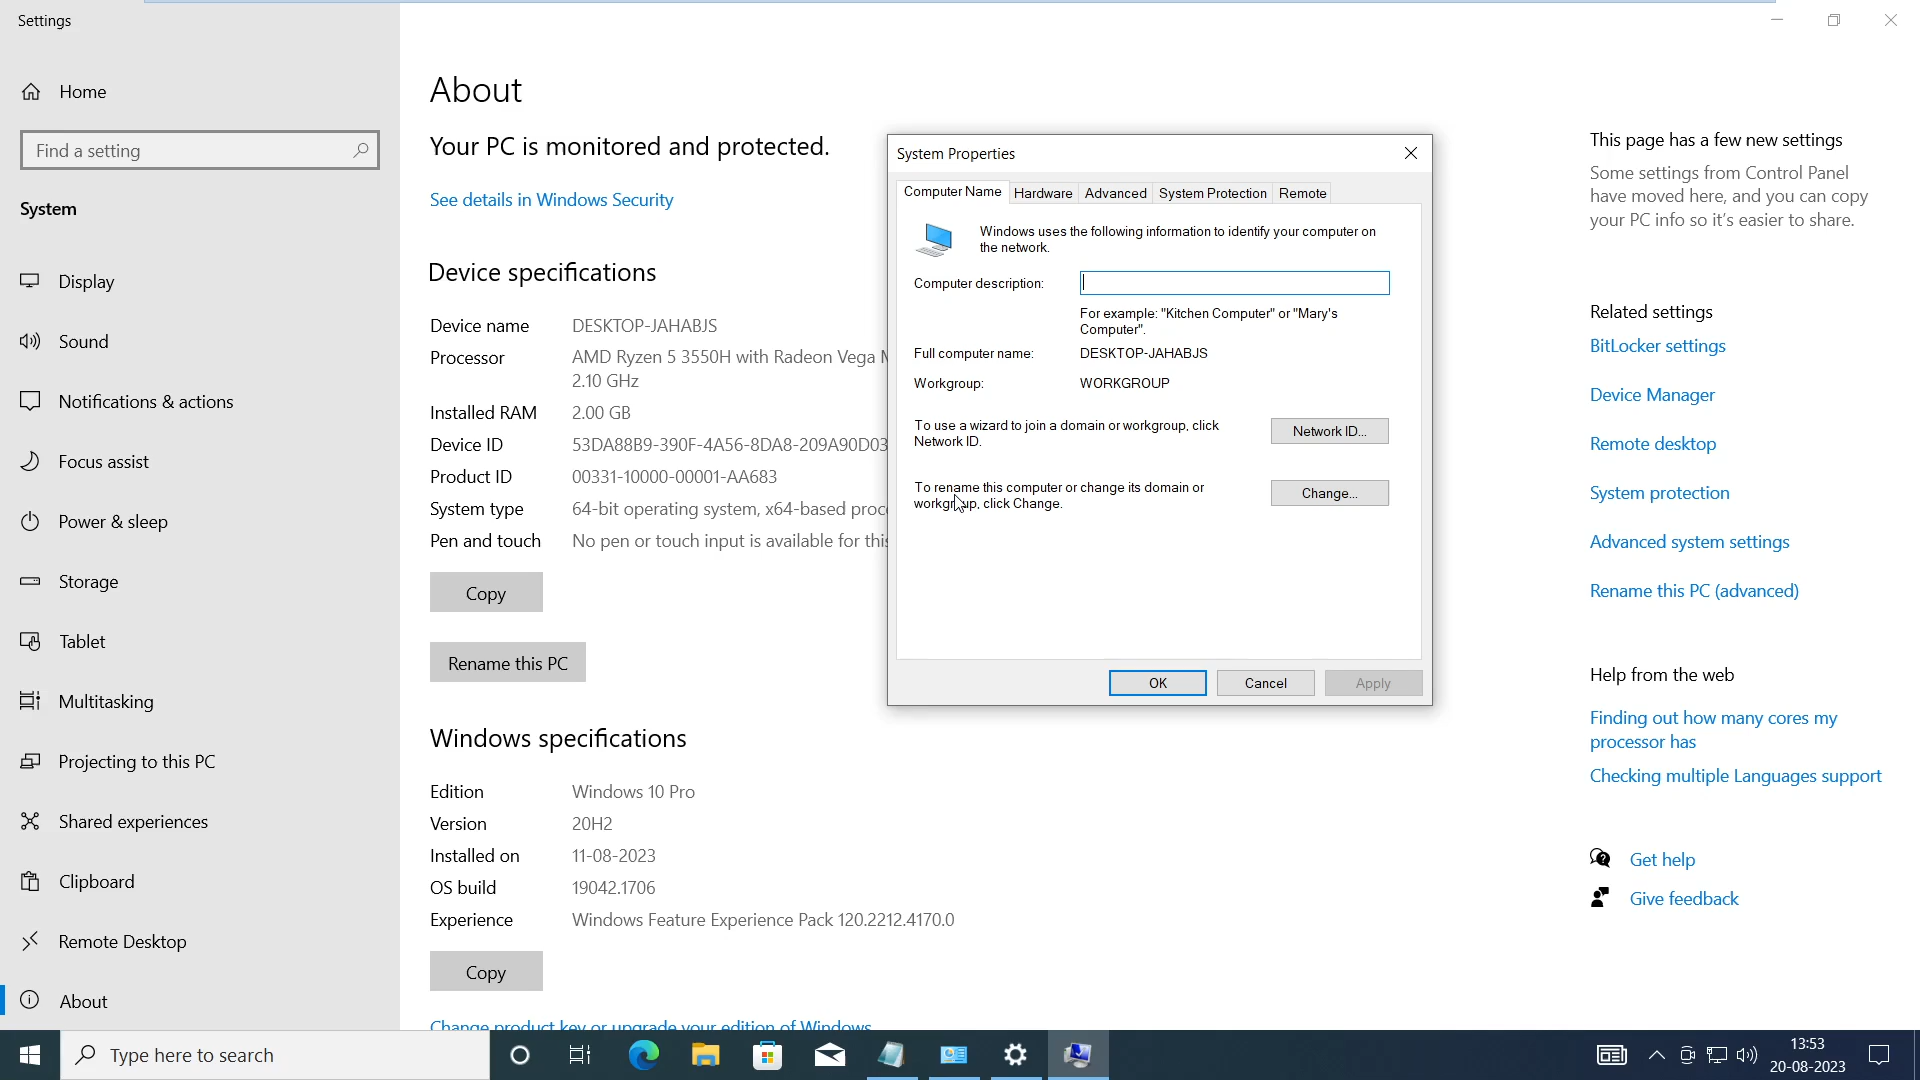 Settings
Home
Find a setting
System
Display
Sound
Notifications & actions
Focus assist
Power & sleep
Storage
Tablet
Multitasking
Projecting to this PC
Shared experiences
Clipboard
Remote Desktop
About
About
Your PC is monitored and protected.
See details in Windows Security
Device specifications
Device name DESKTOP-JAHABJS
Processor AMD Ryzen 5 3550H with Radeon Vega
2.10 GHz
Installed RAM 2.00 GB
Device ID 53DA88B9-390F-4A56-8DA8-209A90D03
Product ID 00331-10000-00001-AA683
System type 64-bit operating system, x64-based
Pen and touch No pen or touch input is available for
Copy
Rename this PC
Windows specifications
Edition Windows 10 Pro
Version 20H2
Installed on 11-08-2023
OS build 19042.1706
Experience Windows Feature Experience Pack 120.2212.4170.0
Copy
Change product key or upgrade your edition of Windows
System Properties
Computer Name Hardware Advanced System Protection Remote
Windows uses the following information to identify your computer on
the network.
Computer description:
For example: "Kitchen Computer" or "Mary's
Computer".
Full computer name: DESKTOP-JAHABJS
Workgroup: WORKGROUP
To use a wizard to join a domain or workgroup, click
Network ID.
Network ID...
To rename this computer or change its domain or
workgroup, click Change.
Change...
OK Cancel Apply
This page has a few new settings
Some settings from Control Panel
have moved here, and you can copy
your PC info so it's easier to share.
Related settings
BitLocker settings
Device Manager
Remote desktop
System protection
Advanced system settings
Rename this PC (advanced)
Help from the web
Finding out how many cores my
processor has
Checking multiple Languages support
Get help
Give feedback
Type here to search
13:53
20-08-2023